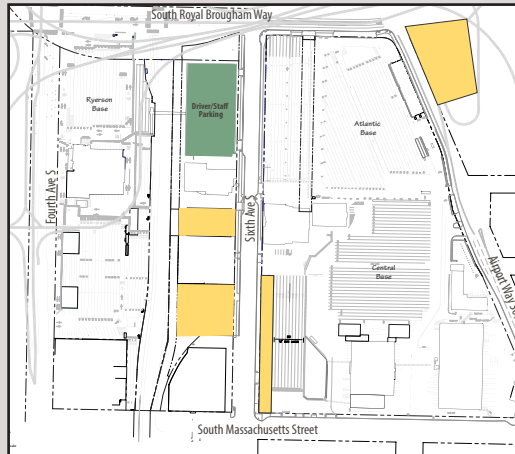 South Royal Brougham Way
Ryerson
Base
Driver/Staff
Parking
Atlantic
Base
Fourth Ave S
Sixth Ave S
Central
Base
Airport Way So
South Massachusetts Street